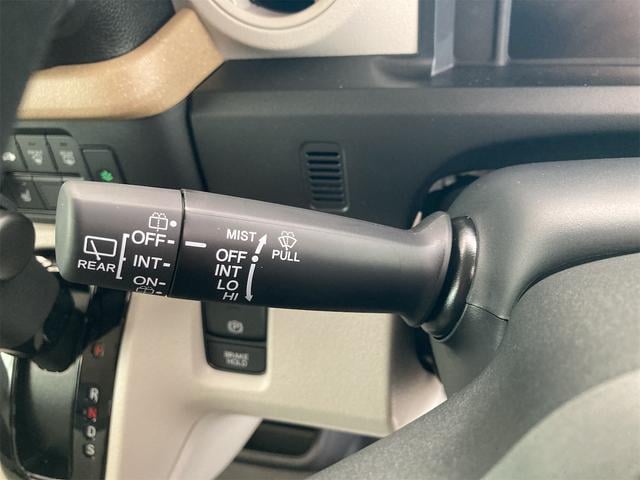 MIST
OFF
INT
LO
HI
PULL
OFF
INT
ON
REAR
BRAKE
HOLD
R
N
D
S